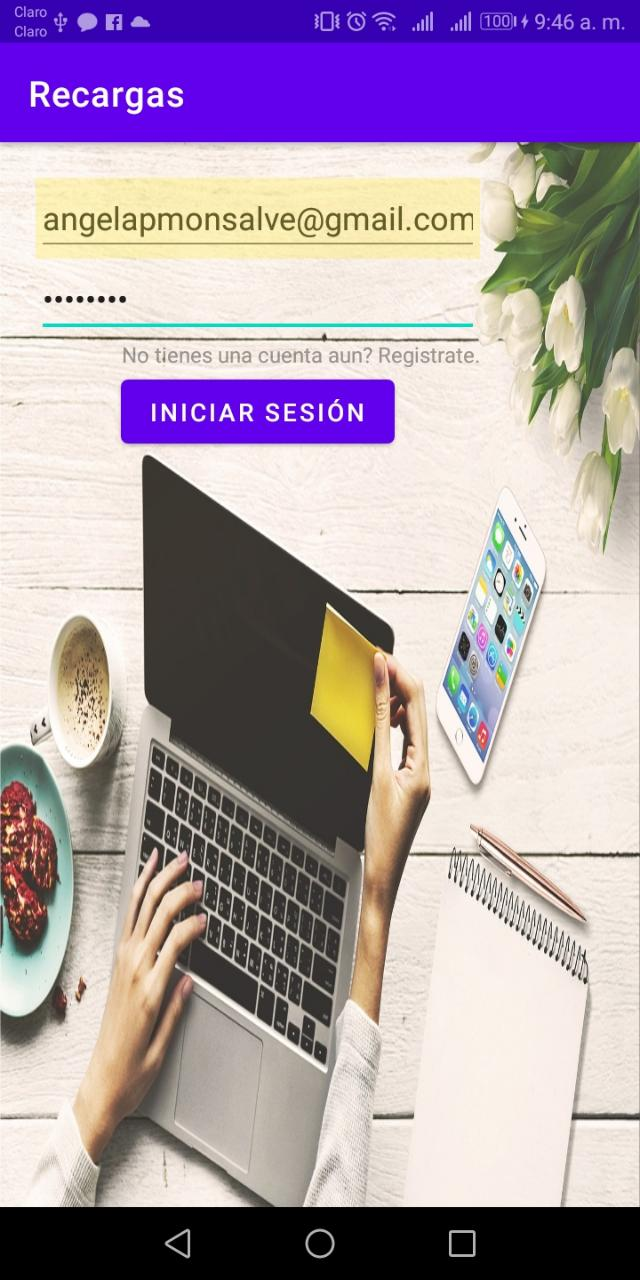 Claro
Claro
100
9:46 a. m.
Recargas
angelapmonsalve@gmail.com
••••••••
No tienes una cuenta aun? Registrate.
INICIAR SESIÓN